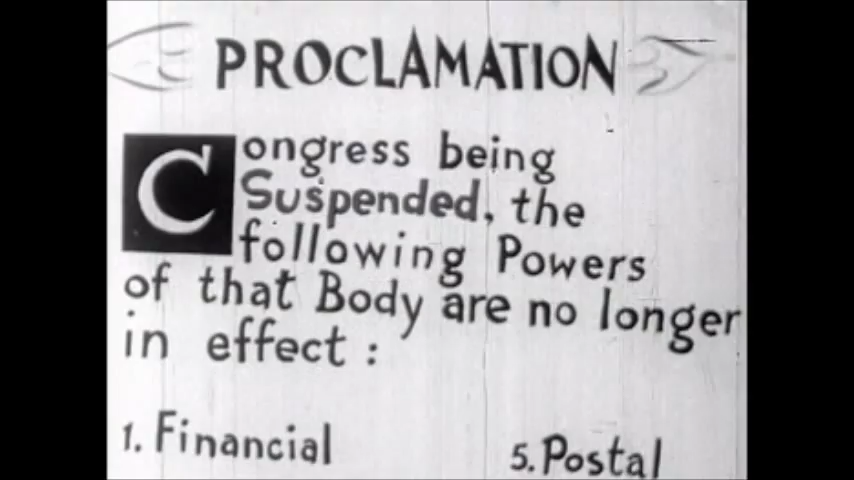 PROCLAMATION
Congress being
Suspended, the
following Powers
of that Body are no longer
in effect :
1. Financial
5. Postal